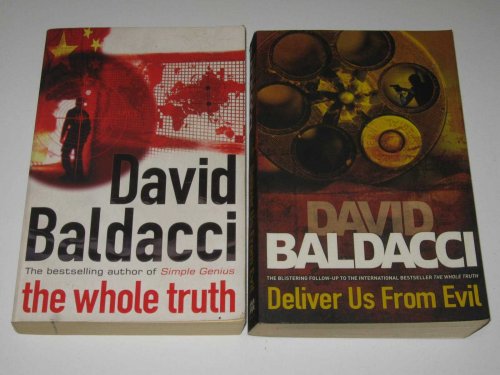 David
Baldacci
The bestselling author of Simple Genius
the whole truth
DAVID
BALDACCI
THE BLISTERING FOLLOW-UP TO THE INTERNATIONAL BESTSELLER THE WHOLE TRUTH
Deliver Us From Evil